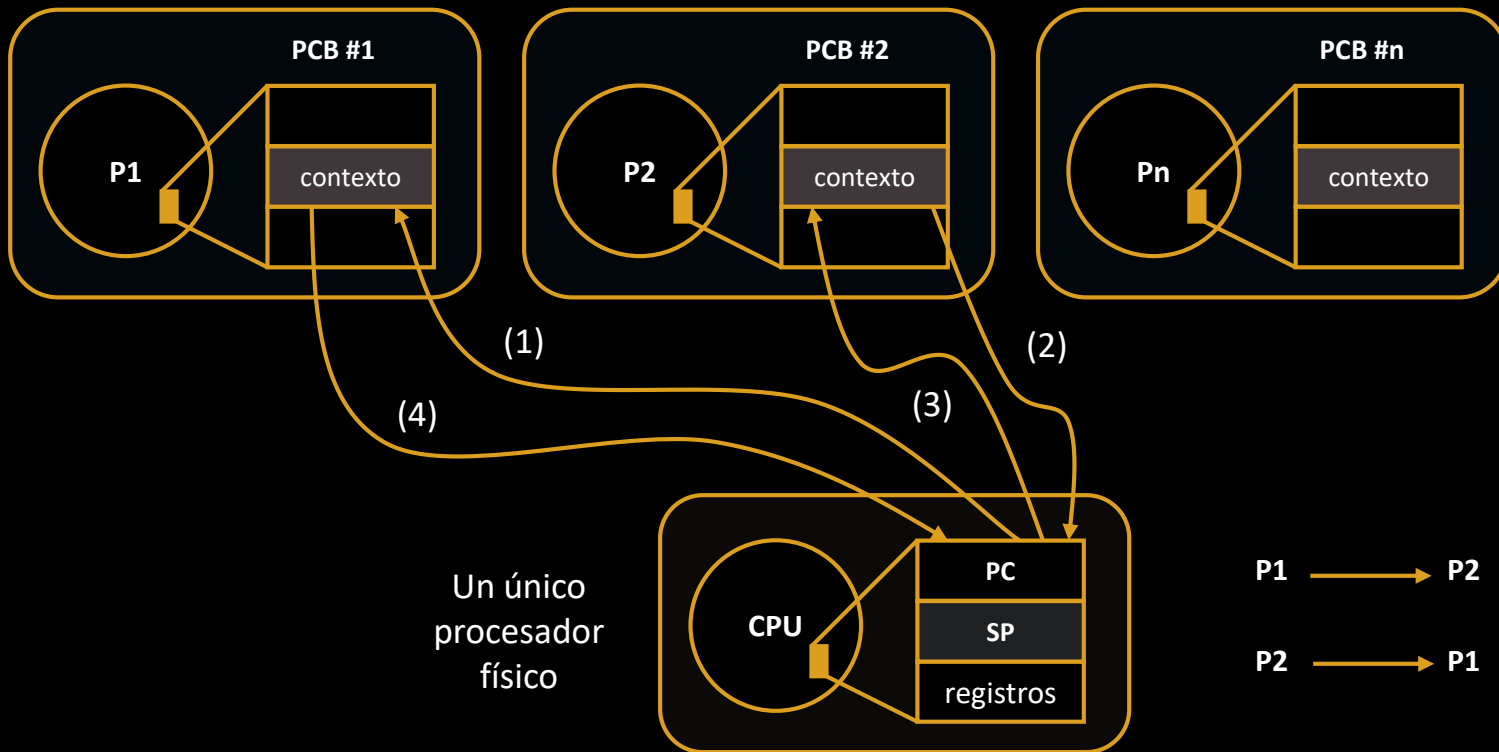 PCB #1
P1
contexto
PCB #2
P2
contexto
PCB #n
Pn
contexto
(1)
(2)
(3)
(4)
Un único
procesador
físico
CPU
PC
SP
registros
P1 P2
P2 P1